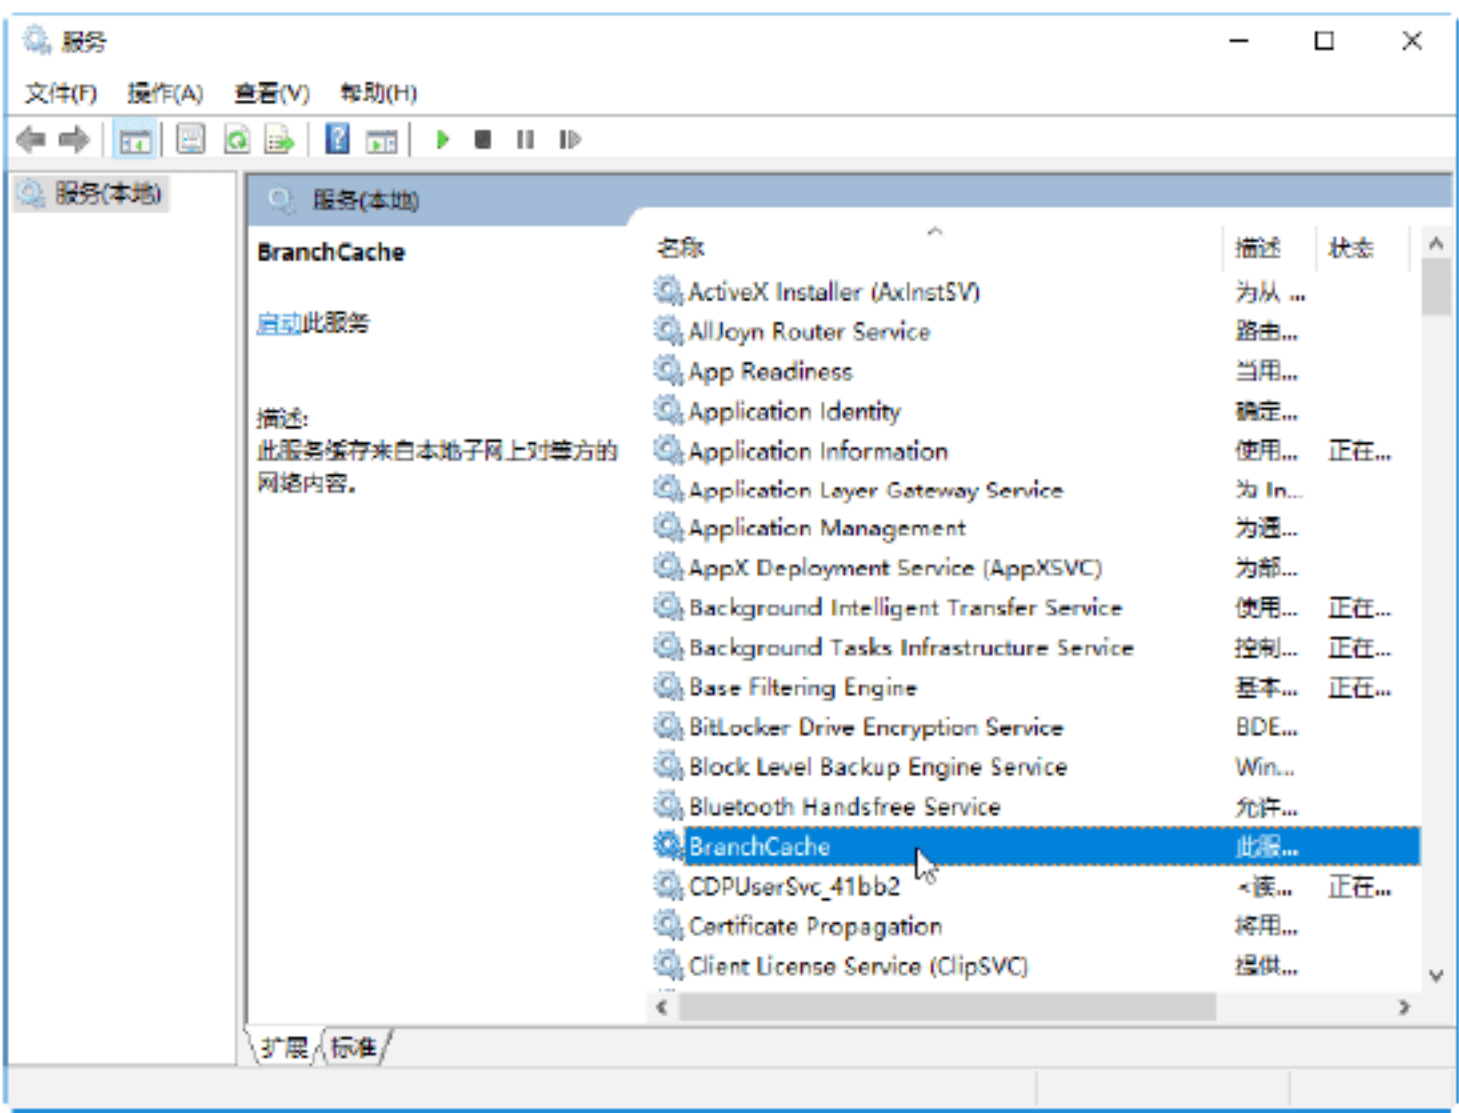 服务
文件(F) 操作(A) 查看(V) 帮助(H)
服务(本地)
服务(本地)
BranchCache
启动此服务
描述:
此服务缓存来自本地子网上对等方的
网络内容。
名称 描述 状态
ActiveX Installer (AxInstSV) 为从 ...
AllJoyn Router Service 路由...
App Readiness 当用...
Application Identity 确定...
Application Information 使用... 正在...
Application Layer Gateway Service 为 In...
Application Management 为通...
AppX Deployment Service (AppXSVC) 为部...
Background Intelligent Transfer Service 使用... 正在...
Background Tasks Infrastructure Service 控制... 正在...
Base Filtering Engine 基本... 正在...
BitLocker Drive Encryption Service BDE...
Block Level Backup Engine Service Win...
Bluetooth Handsfree Service 允许...
BranchCache 此服...
CDPUserSvc_41bb2 <读... 正在...
Certificate Propagation 将用...
Client License Service (ClipSVC) 提供...
扩展 标准